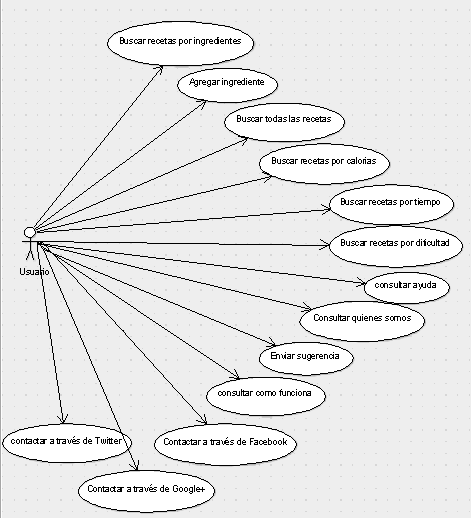 Buscar recetas por ingredientes
Agregar ingrediente
Buscar todas las recetas
Buscar recetas por calorias
Buscar recetas por tiempo
Buscar recetas por dificultad
Usuario
consultar ayuda
Consultar quienes somos
Enviar sugerencia
consultar como funciona
contactar a través de Twitter
Contactar a través de Facebook
Contactar a través de Google+